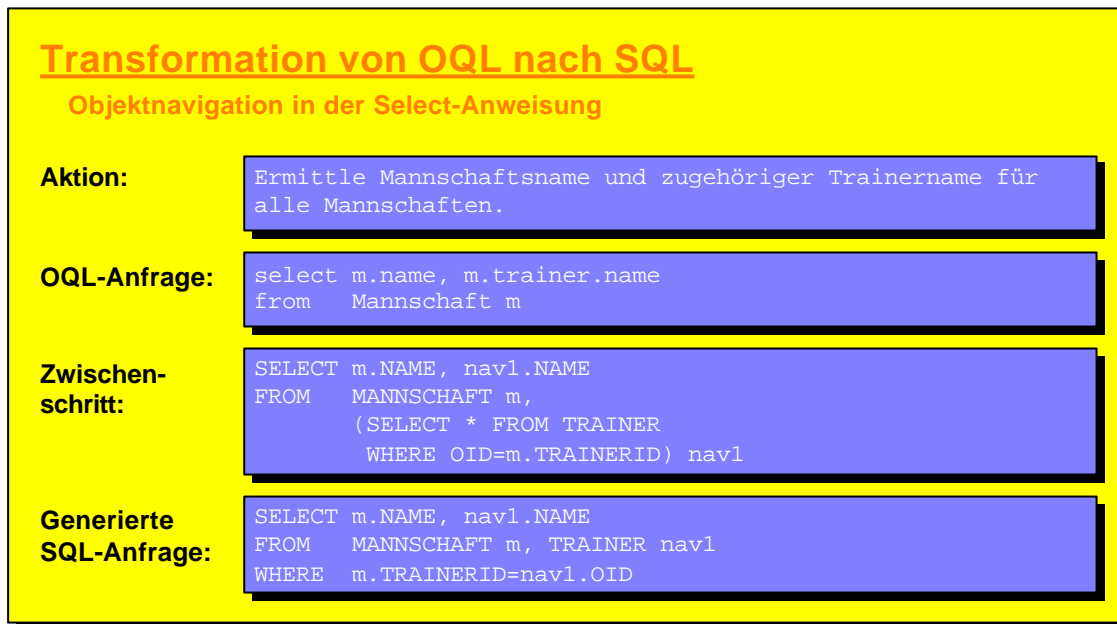 Transformation von OQL nach SQL
Objektnavigation in der Select-Anweisung
Aktion:
Ermittle Mannschaftsname und zugehöriger Trainername für
alle Mannschaften.
OQL-Anfrage:
select m.name, m.trainer.name
from   Mannschaft m
Zwischen-
schritt:
SELECT m.NAME, nav1.NAME
FROM   MANNSCHAFT m,
       (SELECT * FROM TRAINER
        WHERE OID=m.TRAINERID) nav1
Generierte
SQL-Anfrage:
SELECT m.NAME, nav1.NAME
FROM   MANNSCHAFT m, TRAINER nav1
WHERE  m.TRAINERID=nav1.OID